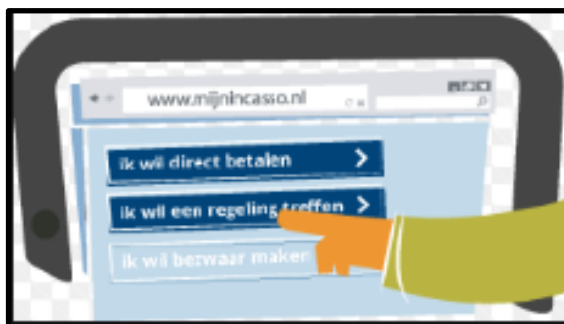 www.mijnincasso.nl
ik wil direct betalen
ik wil een regeling treffen
ik wil bezwaar maken